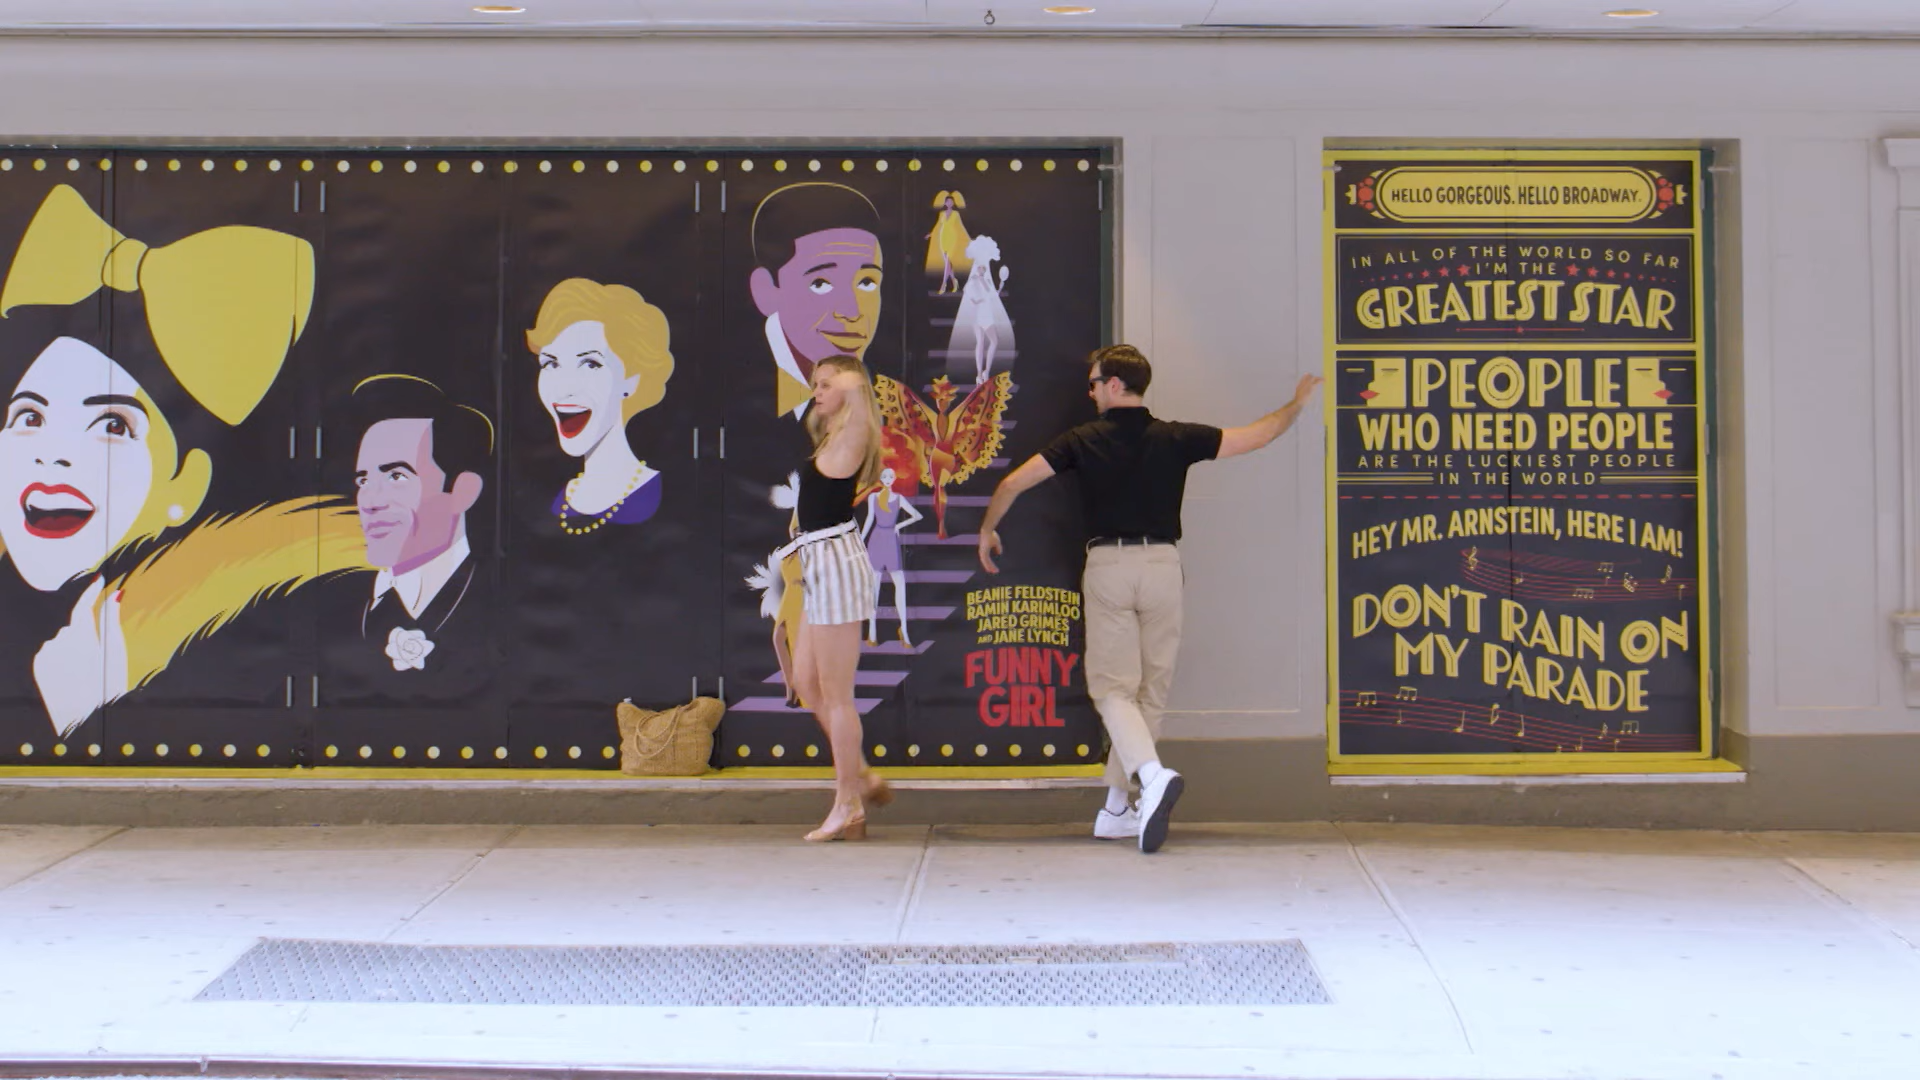 BEANIE FELDSTEIN
RAMIN KARIMLOO
JARED GRIMES
AND JANE LYNCH
FUNNY
GIRL
HELLO GORGEOUS. HELLO BROADWAY.
IN ALL OF THE WORLD SO FAR
I'M THE
GREATEST STAR
PEOPLE
WHO NEED PEOPLE
ARE THE LUCKIEST PEOPLE
IN THE WORLD
HEY MR. ARNSTEIN, HERE I AM!
DON'T RAIN ON
MY PARADE